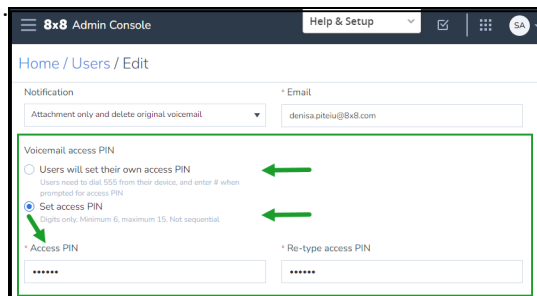 8x8 Admin Console
Help & Setup
SA
Home / Users / Edit
Notification
* Email
Attachment only and delete original voicemail
denisa.piteiu@8x8.com
Voicemail access PIN
Users will set their own access PIN
Users need to dial 555 from their device, and enter # when
prompted for access PIN
Set access PIN
Digits only. Minimum 6, maximum 15. Not sequential
* Access PIN
* Re-type access PIN
••••••
••••••